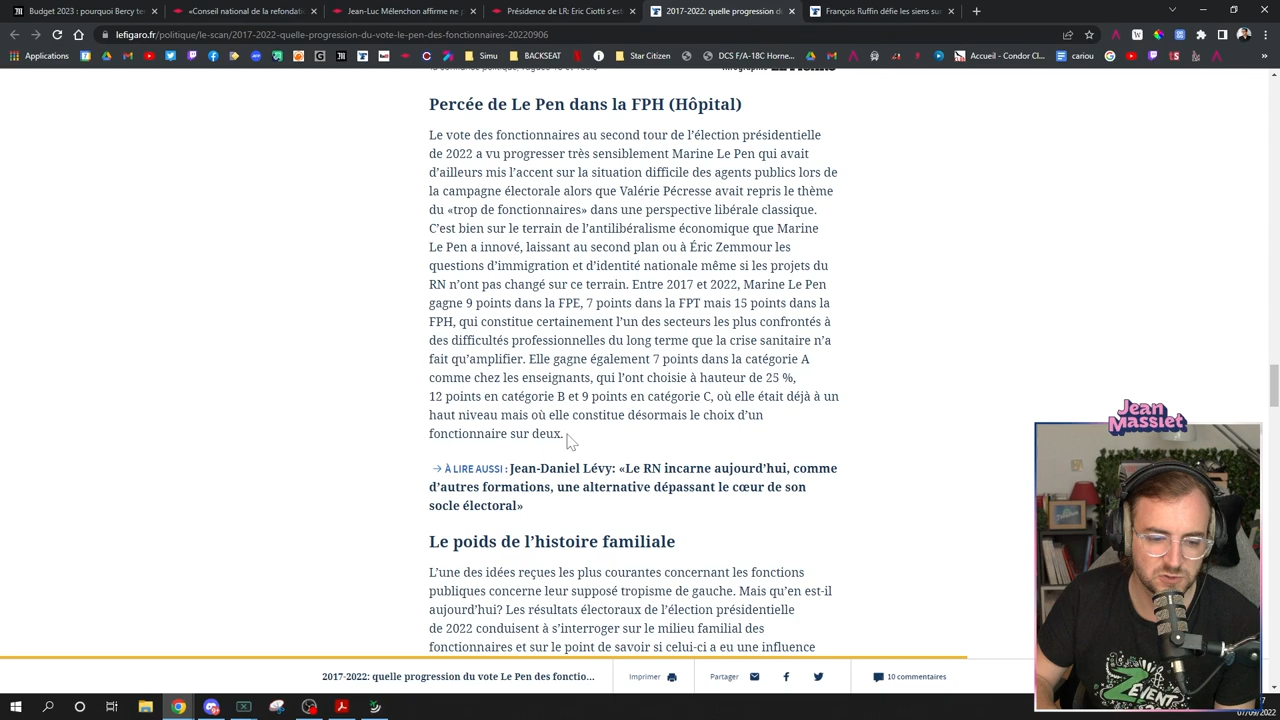 Budget 2023 : pourquoi Bercy te
«Conseil national de la refondati
Jean-Luc Mélenchon affirme ne
Présidence de LR: Eric Ciotti s'est
2017-2022: quelle progression d
François Ruffin défie les siens su
lefigaro.fr/politique/le-scan/2017-2022-quelle-progression-du-vote-le-pen-des-fonctionnaires-20220906
Applications
Simu
BACKSEAT
Star Citizen
DCS F/A-18C Horne...
Accueil - Condor Cl...
cariou
Percée de Le Pen dans la FPH (Hôpital)
Le vote des fonctionnaires au second tour de l'élection présidentielle
de 2022 a vu progresser très sensiblement Marine Le Pen qui avait
d'ailleurs mis l'accent sur la situation difficile des agents publics lors de
la campagne électorale alors que Valérie Pécresse avait repris le thème
du «trop de fonctionnaires» dans une perspective libérale classique.
C'est bien sur le terrain de l'antilibéralisme économique que Marine
Le Pen a innové, laissant au second plan ou à Éric Zemmour les
questions d'immigration et d'identité nationale même si les projets du
RN n'ont pas changé sur ce terrain. Entre 2017 et 2022, Marine Le Pen
gagne 9 points dans la FPE, 7 points dans la FPT mais 15 points dans la
FPH, qui constitue certainement l'un des secteurs les plus confrontés à
des difficultés professionnelles du long terme que la crise sanitaire n'a
fait qu'amplifier. Elle gagne également 7 points dans la catégorie A
comme chez les enseignants, qui l'ont choisie à hauteur de 25 %,
12 points en catégorie B et 9 points en catégorie C, où elle était déjà à un
haut niveau mais où elle constitue désormais le choix d'un
fonctionnaire sur deux.
→ À LIRE AUSSI : Jean-Daniel Lévy: «Le RN incarne aujourd'hui, comme
d'autres formations, une alternative dépassant le cœur de son
socle électoral»
Le poids de l'histoire familiale
L'une des idées reçues les plus courantes concernant les fonctions
publiques concerne leur supposé tropisme de gauche. Mais qu'en est-il
aujourd'hui? Les résultats électoraux de l'élection présidentielle
de 2022 conduisent à s'interroger sur le milieu familial des
fonctionnaires et sur le point de savoir si celui-ci a eu une influence
2017-2022: quelle progression du vote Le Pen des fonctio...
Imprimer
Partager
10 commentaires
Jean
Massiet
07/09/2022